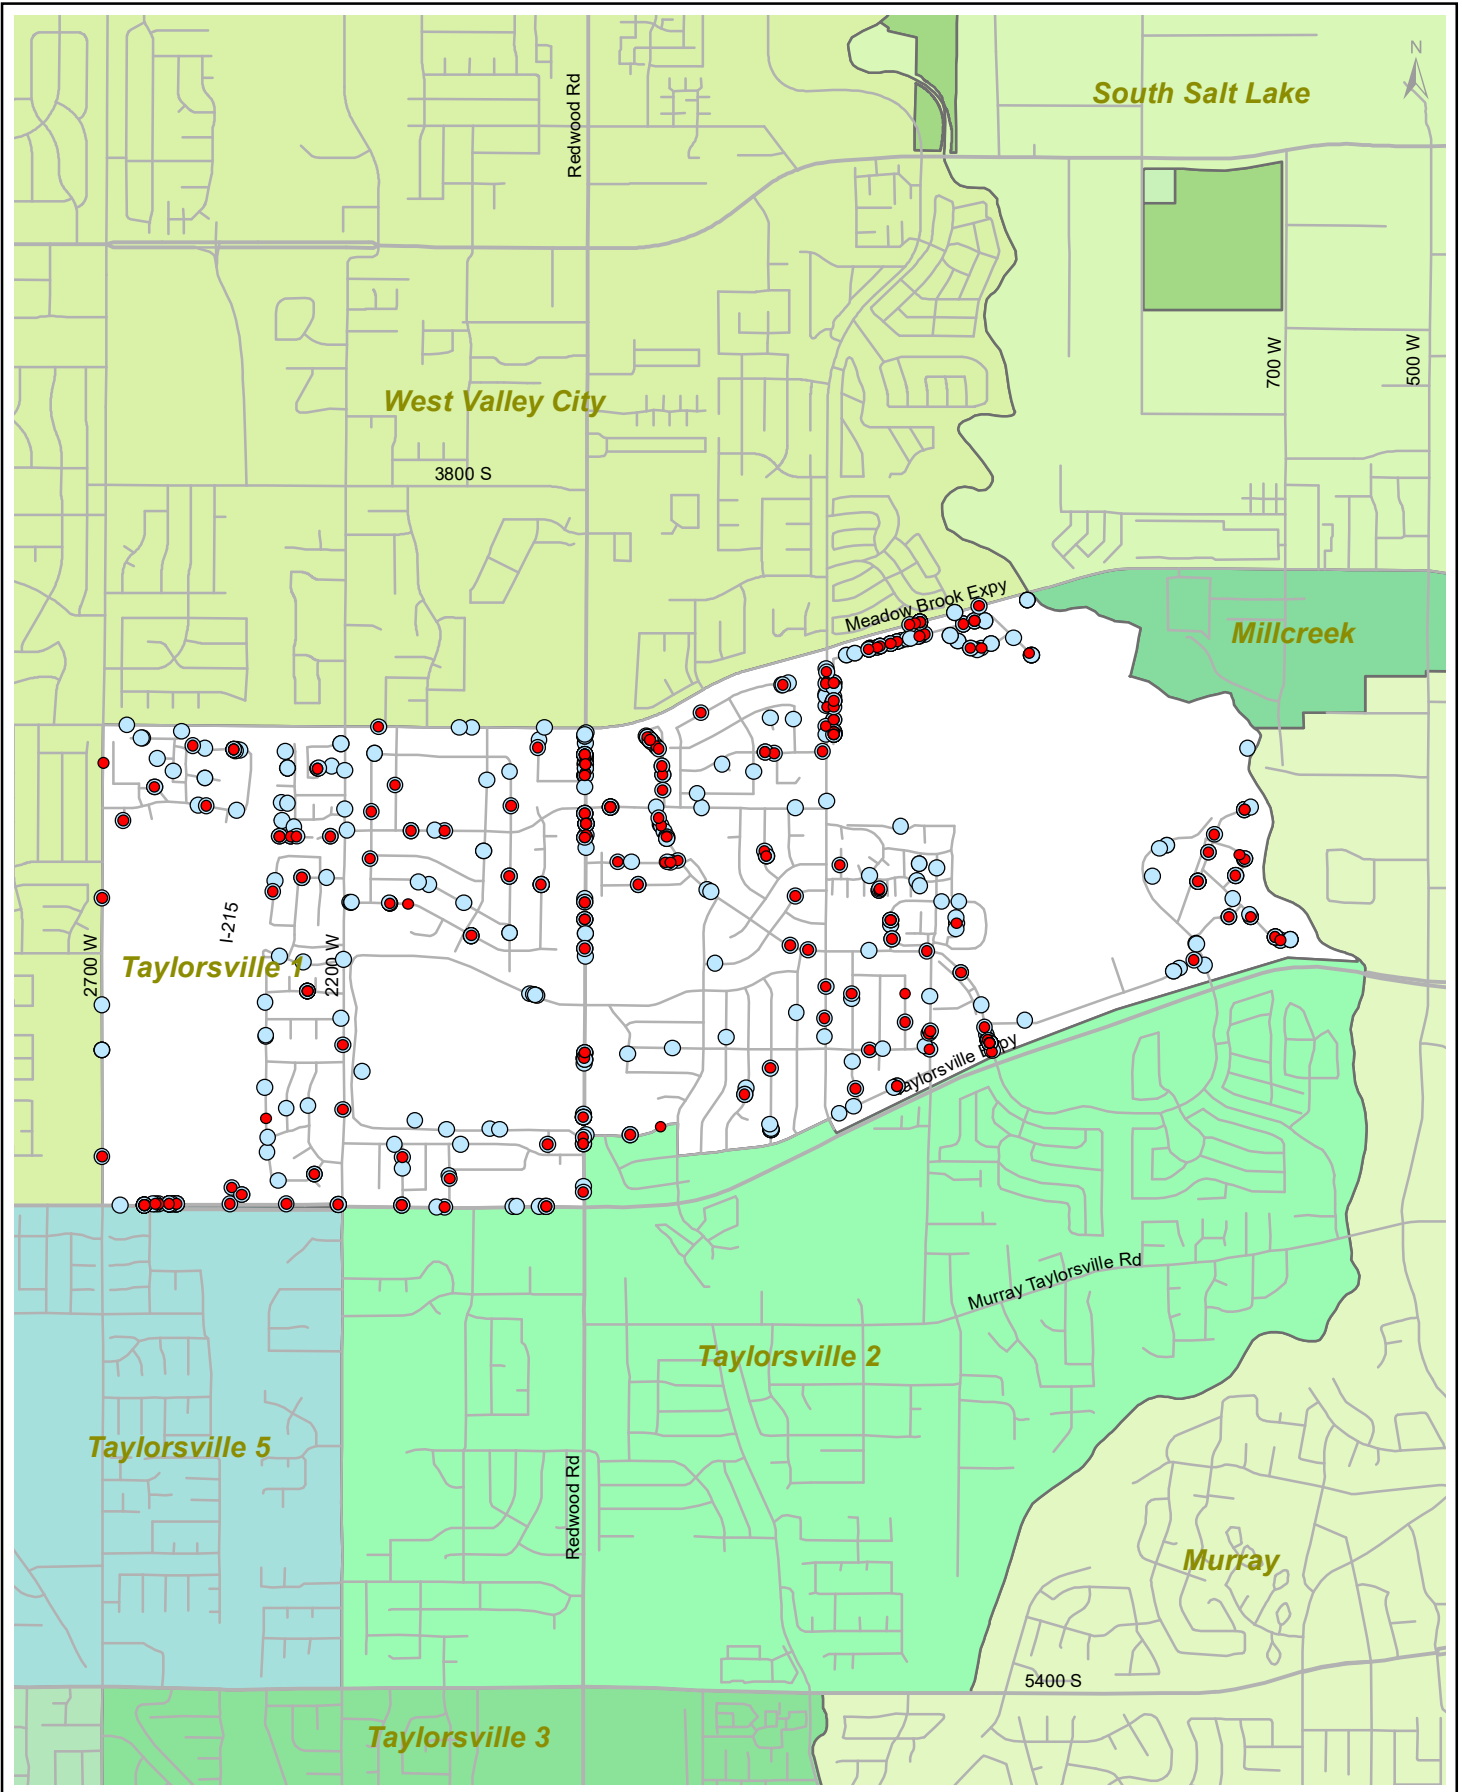 N
South Salt Lake
Redwood Rd
700 W
500 W
West Valley City
3800 S
Meadow Brook Expy
Millcreek
I-215
2700 W
2200 W
Taylorsville 1
Taylorsville Expy
Murray Taylorsville Rd
Taylorsville 2
Taylorsville 5
Redwood Rd
Murray
5400 S
Taylorsville 3